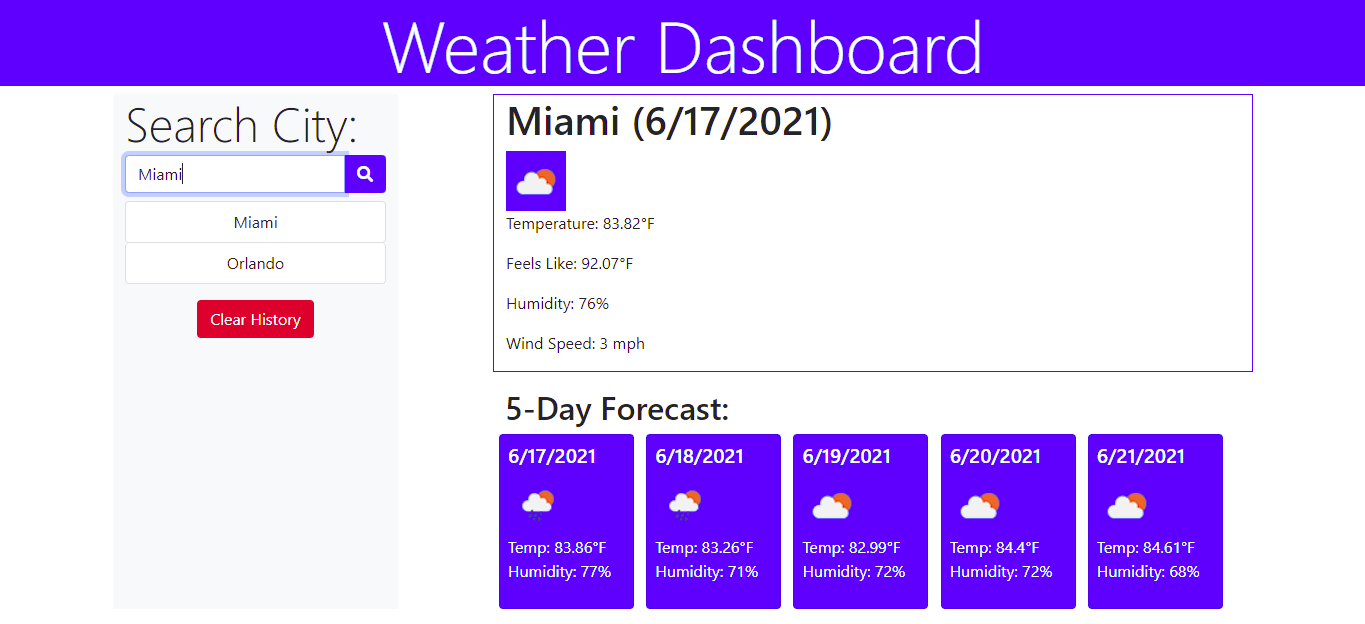 Weather Dashboard
Search City:
Miami
Miami
Orlando
Clear History
Miami (6/17/2021)
Temperature: 83.82°F
Feels Like: 92.07°F
Humidity: 76%
Wind Speed: 3 mph
5-Day Forecast:
6/17/2021
Temp: 83.86°F
Humidity: 77%
6/18/2021
Temp: 83.26°F
Humidity: 71%
6/19/2021
Temp: 82.99°F
Humidity: 72%
6/20/2021
Temp: 84.4°F
Humidity: 72%
6/21/2021
Temp: 84.61°F
Humidity: 68%